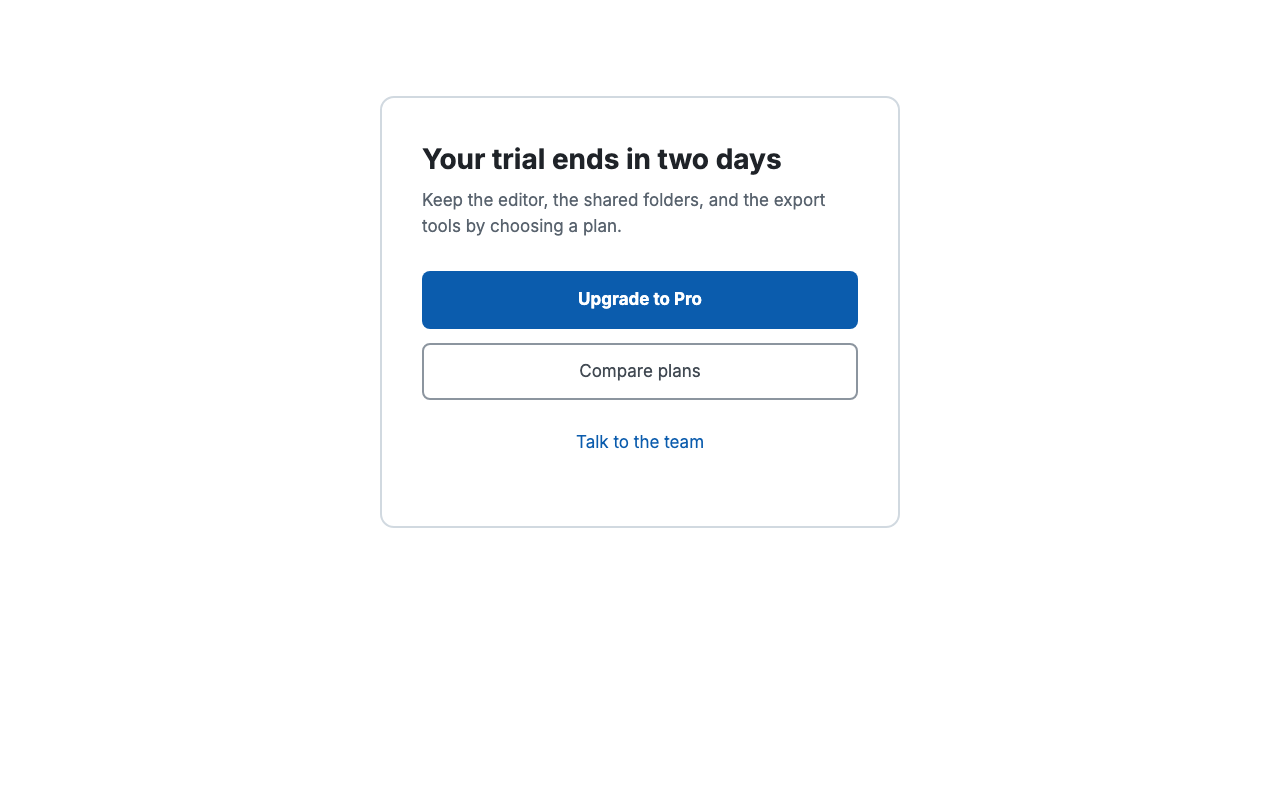 Your trial ends in two days
Keep the editor, the shared folders, and the export
tools by choosing a plan.
Upgrade to Pro
Compare plans
Talk to the team